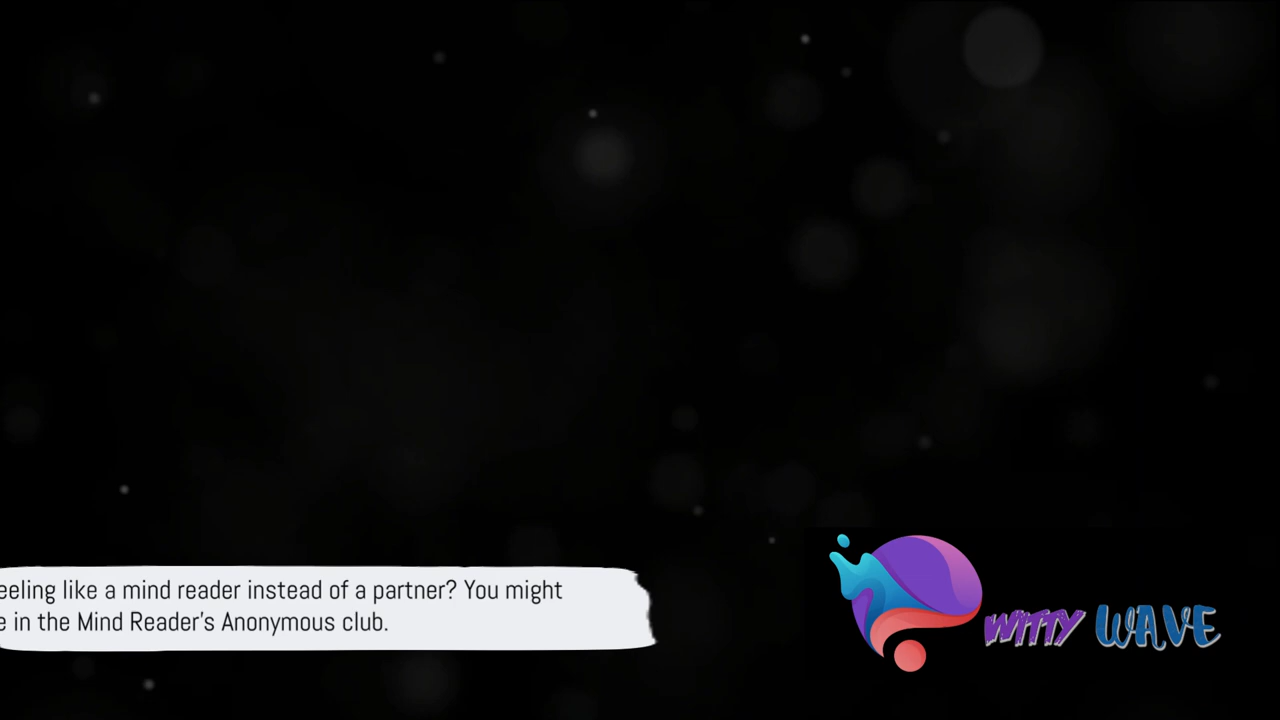 eeling like a mind reader instead of a partner? You might
e in the Mind Reader's Anonymous club.
WITTY WAVE